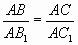 AB/AB₁ = AC/AC₁